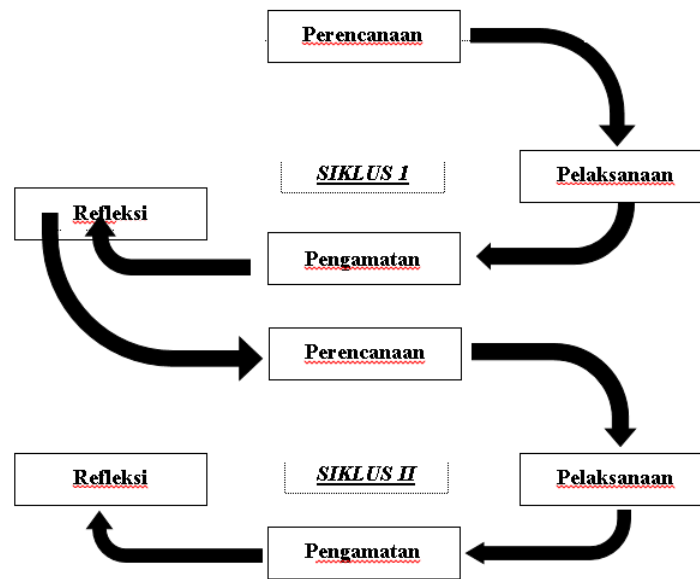 Perencanaan
SIKLUS 1
Pelaksanaan
Refleksi
Pengamatan
Perencanaan
Refleksi
SIKLUS II
Pelaksanaan
Pengamatan